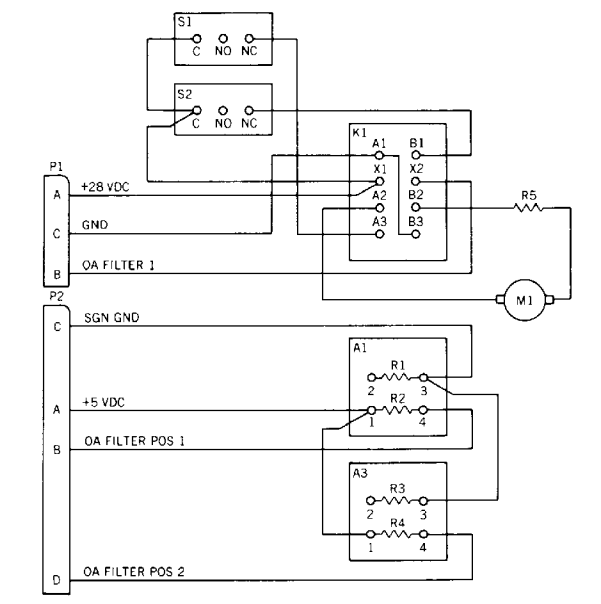 S1
C NO NC
S2
C NO NC
K1
A1 B1
X1 X2
A2 B2
A3 B3
R5
M1
P1
A +28 VDC
C GND
B OA FILTER 1
P2
C SGN GND
A +5 VDC
B OA FILTER POS 1
D OA FILTER POS 2
A1
R1
2 3
R2
1 4
A3
R3
2 3
R4
1 4